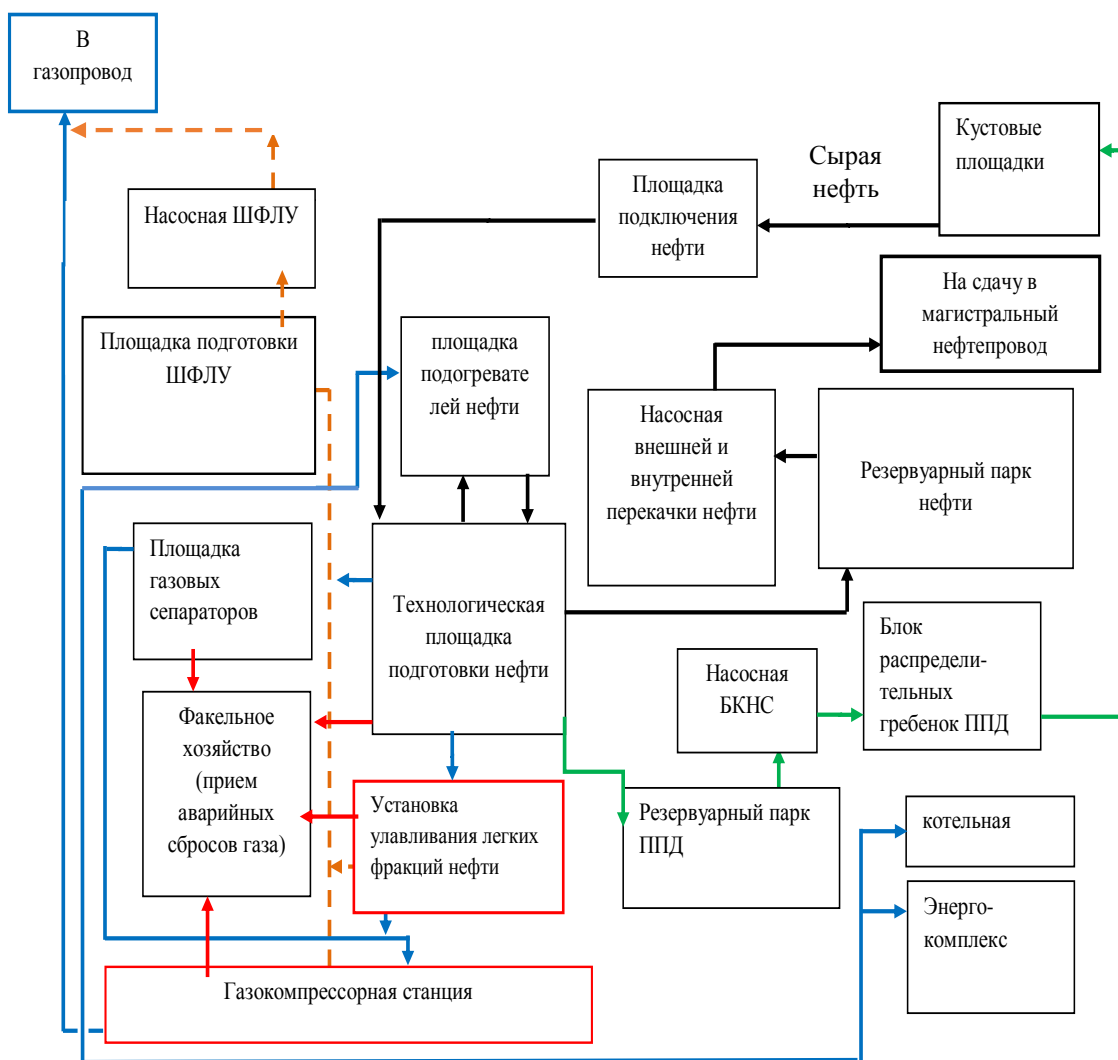 В
газопровод
Кустовые
площадки
Сырая
нефть
Площадка
подключения
нефти
Насосная ШФЛУ
На сдачу в
магистральный
нефтепровод
Площадка подготовки
ШФЛУ
площадка
подогревате
лей нефти
Насосная
внешней и
внутренней
перекачки нефти
Резервуарный парк
нефти
Площадка
газовых
сепараторов
Технологическая
площадка
подготовки нефти
Блок
распредели-
тельных
гребенок ППД
Насосная
БКНС
Факельное
хозяйство
(прием
аварийных
сбросов газа)
Установка
улавливания легких
фракций нефти
Резервуарный парк
ППД
котельная
Энерго-
комплекс
Газокомпрессорная станция